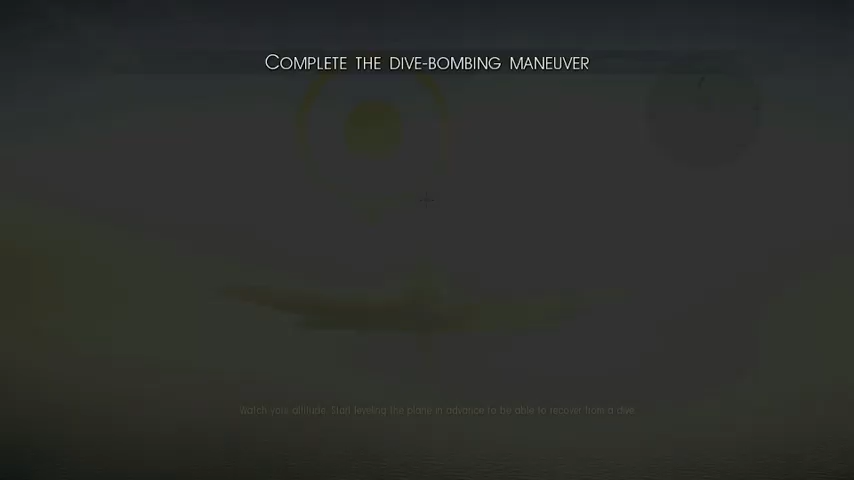 COMPLETE THE DIVE-BOMBING MANEUVER
Watch your altitude. Start leveling the plane in advance to be able to recover from a dive.